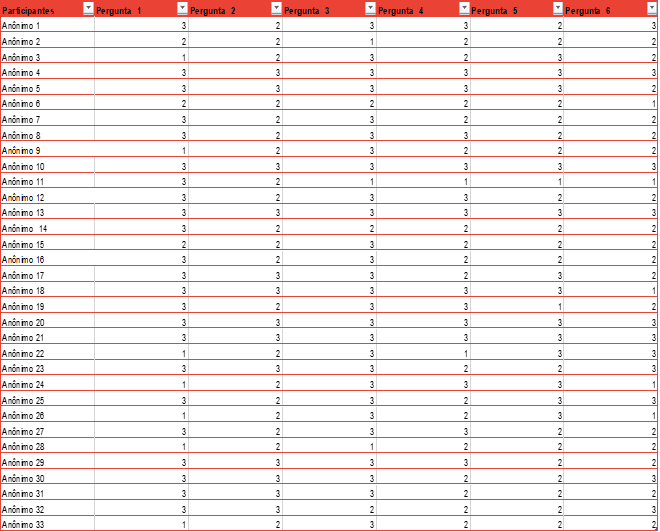 Participantes Pergunta 1 Pergunta 2 Pergunta 3 Pergunta 4 Pergunta 5 Pergunta 6
Anônimo 1 3 2 3 3 2 3
Anônimo 2 2 2 1 2 2 2
Anônimo 3 1 2 3 2 3 2
Anônimo 4 3 3 3 3 3 3
Anônimo 5 3 3 3 3 3 2
Anônimo 6 2 2 2 2 2 1
Anônimo 7 3 2 3 2 2 2
Anônimo 8 3 2 3 3 2 2
Anônimo 9 1 2 3 2 2 2
Anônimo 10 3 3 3 3 3 3
Anônimo 11 3 2 1 1 1 1
Anônimo 12 3 3 3 3 2 2
Anônimo 13 3 3 3 3 3 3
Anônimo 14 3 2 2 2 2 2
Anônimo 15 2 2 3 2 2 2
Anônimo 16 3 2 3 2 2 2
Anônimo 17 3 3 3 2 3 2
Anônimo 18 3 3 3 3 3 1
Anônimo 19 3 2 3 3 1 2
Anônimo 20 3 3 3 3 3 3
Anônimo 21 3 3 3 3 3 3
Anônimo 22 1 2 3 1 3 3
Anônimo 23 3 3 3 2 2 3
Anônimo 24 1 2 3 3 3 1
Anônimo 25 3 2 3 2 3 3
Anônimo 26 1 2 3 2 3 1
Anônimo 27 3 2 3 3 2 2
Anônimo 28 1 2 1 2 2 2
Anônimo 29 3 3 3 3 2 2
Anônimo 30 3 3 3 2 2 3
Anônimo 31 3 3 3 2 2 2
Anônimo 32 3 3 2 2 2 3
Anônimo 33 1 2 3 2 2 2